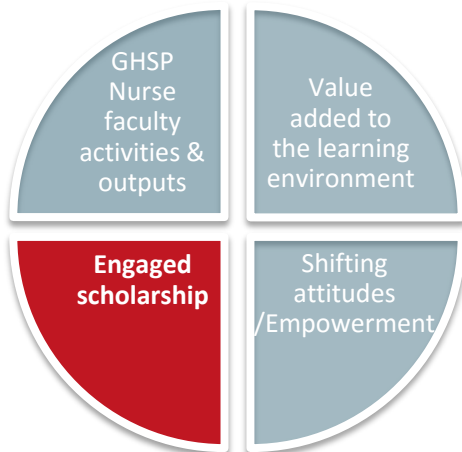 GHSP
Nurse
faculty
activities &
outputs
Value
added to
the learning
environment
Engaged
scholarship
Shifting
attitudes
/Empowerment